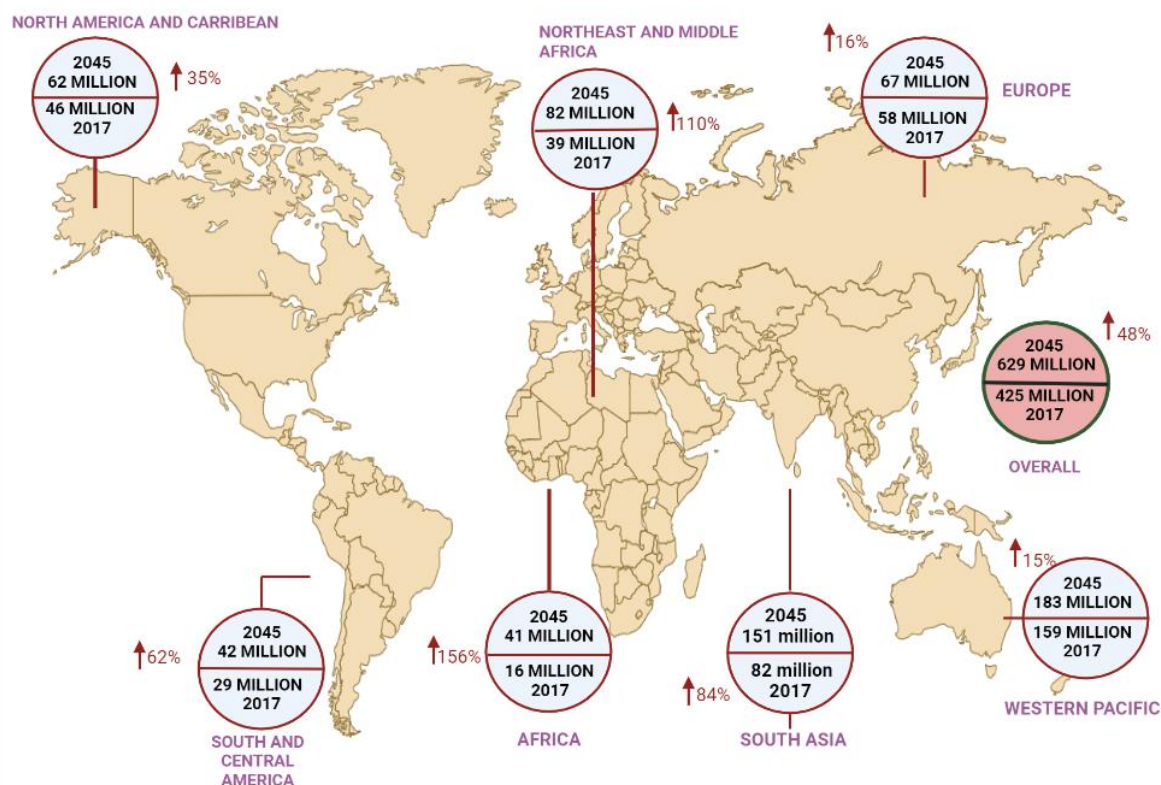 NORTH AMERICA AND CARRIBEAN
2045
62 MILLION
46 MILLION
2017
35%
NORTHEAST AND MIDDLE
AFRICA
2045
82 MILLION
39 MILLION
2017
110%
16%
2045
67 MILLION
58 MILLION
2017
EUROPE
48%
2045
629 MILLION
425 MILLION
2017
OVERALL
62%
2045
42 MILLION
29 MILLION
2017
SOUTH AND
CENTRAL
AMERICA
156%
2045
41 MILLION
16 MILLION
2017
AFRICA
84%
2045
151 million
82 million
2017
SOUTH ASIA
15%
2045
183 MILLION
159 MILLION
2017
WESTERN PACIFIC